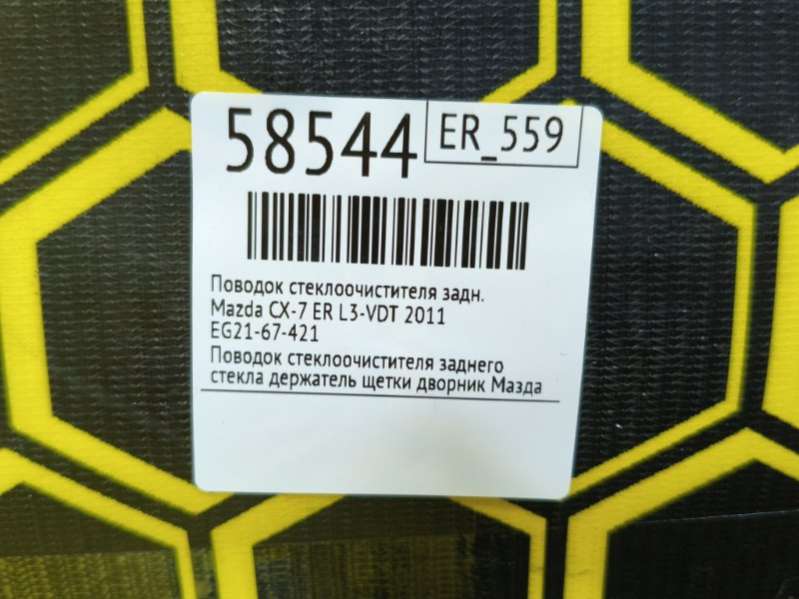 58544
ER_559
Поводок стеклоочистителя задн.
Mazda CX-7 ER L3-VDT 2011
EG21-67-421
Поводок стеклоочистителя заднего
стекла держатель щетки дворник Мазда